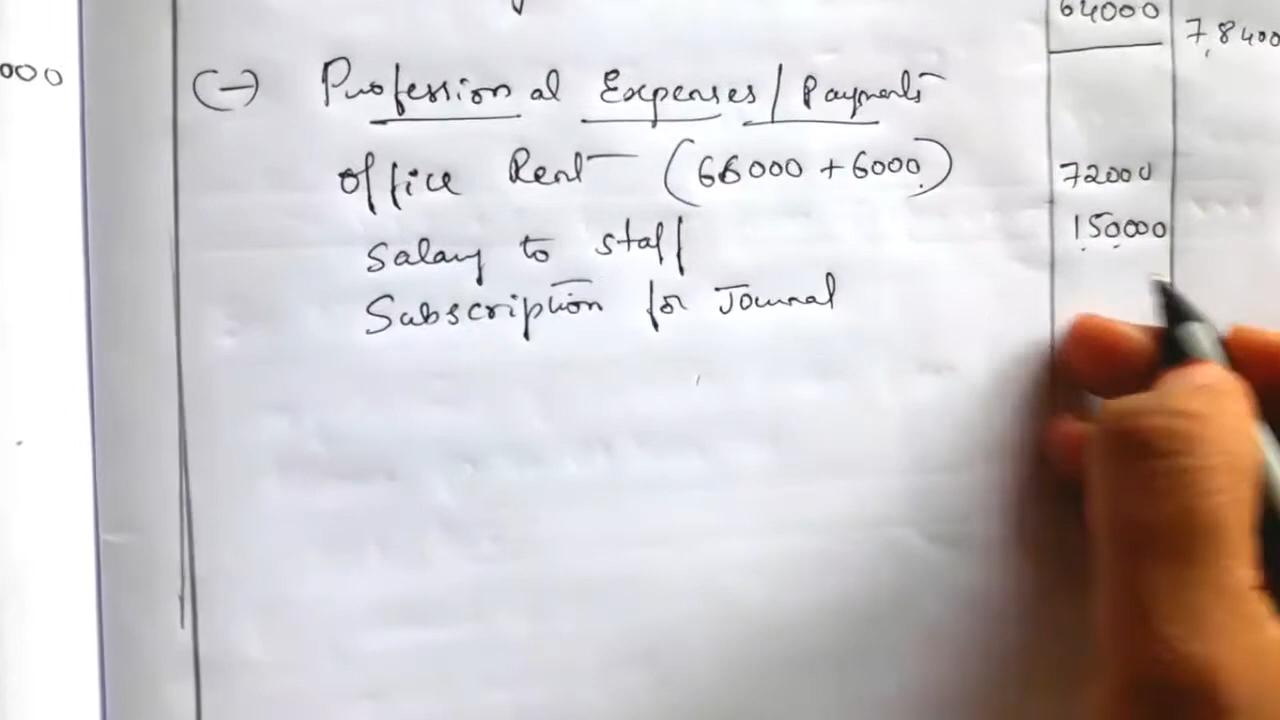 64000
7,8400
000
(-) Professional Expenses/Payments
office Rent (66000 + 6000) 72000
Salary to staff 150000
Subscription for Journal